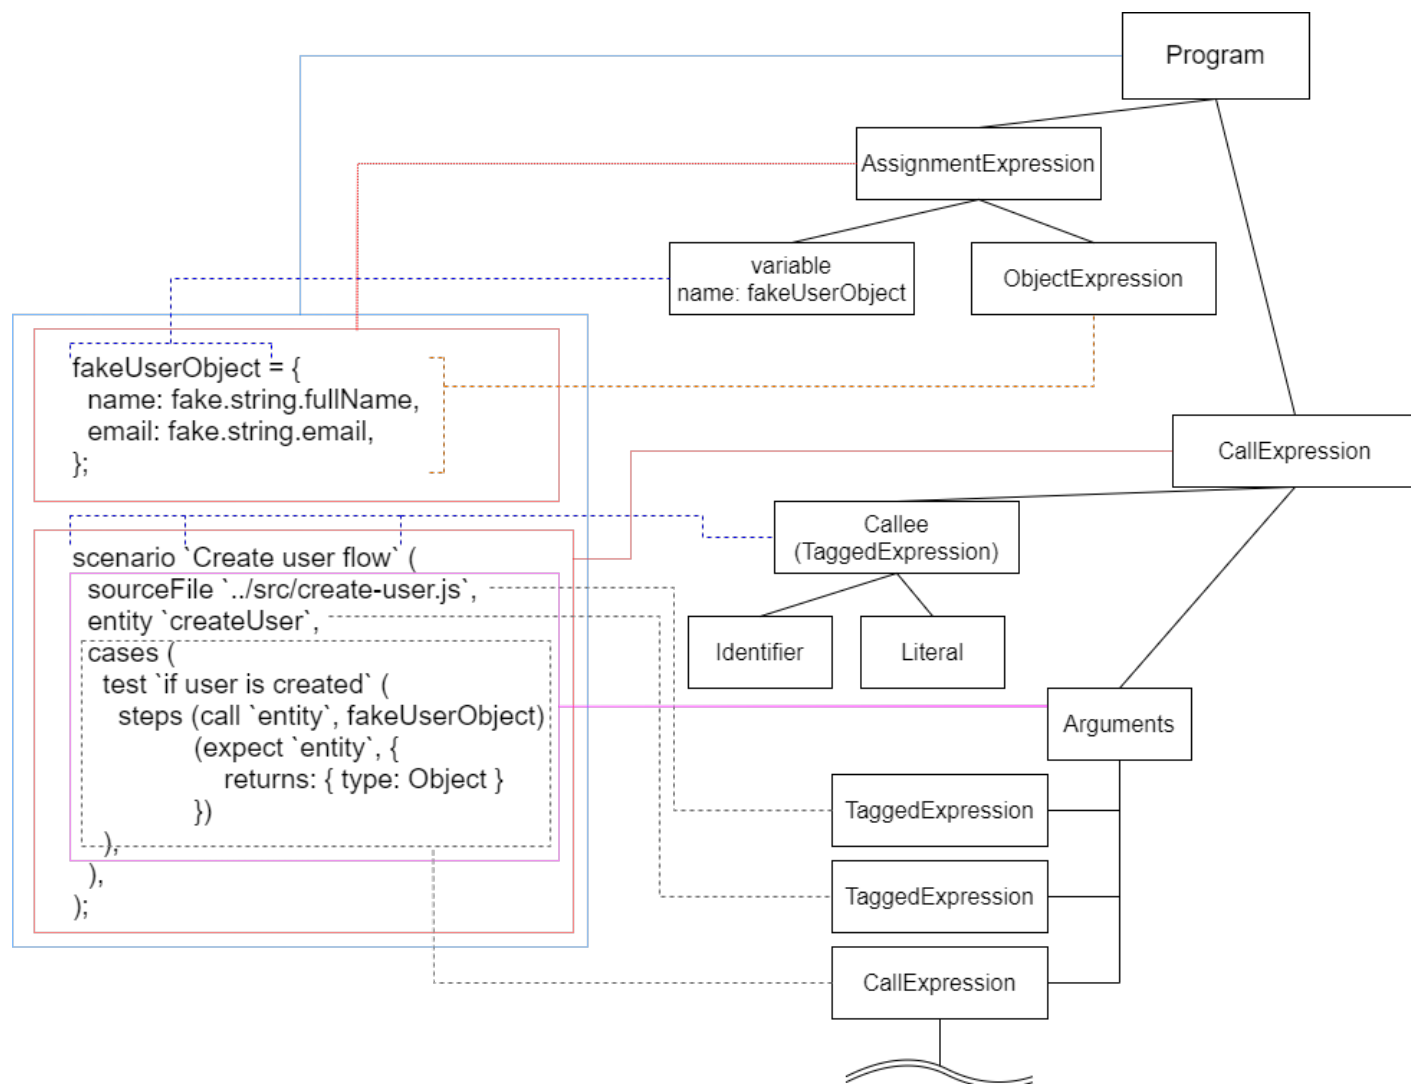 Program
AssignmentExpression
variable
name: fakeUserObject
ObjectExpression
fakeUserObject = {
name: fake.string.fullName,
email: fake.string.email,
};
CallExpression
Callee
(TaggedExpression)
Identifier
Literal
scenario `Create user flow` (
sourceFile `../src/create-user.js`,
entity `createUser`,
cases (
test `if user is created` (
steps (call `entity`, fakeUserObject)
(expect `entity`, {
returns: { type: Object }
})
),
),
);
Arguments
TaggedExpression
TaggedExpression
CallExpression